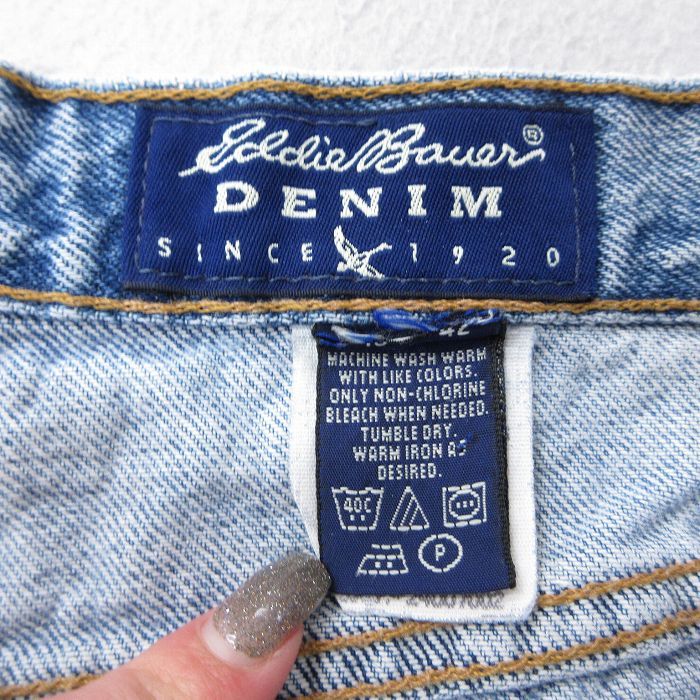 Eddie Bauer®
DENIM
SINCE 1920
42
MACHINE WASH WARM
WITH LIKE COLORS.
ONLY NON-CHLORINE
BLEACH WHEN NEEDED.
TUMBLE DRY.
WARM IRON AS
DESIRED.
40C
P